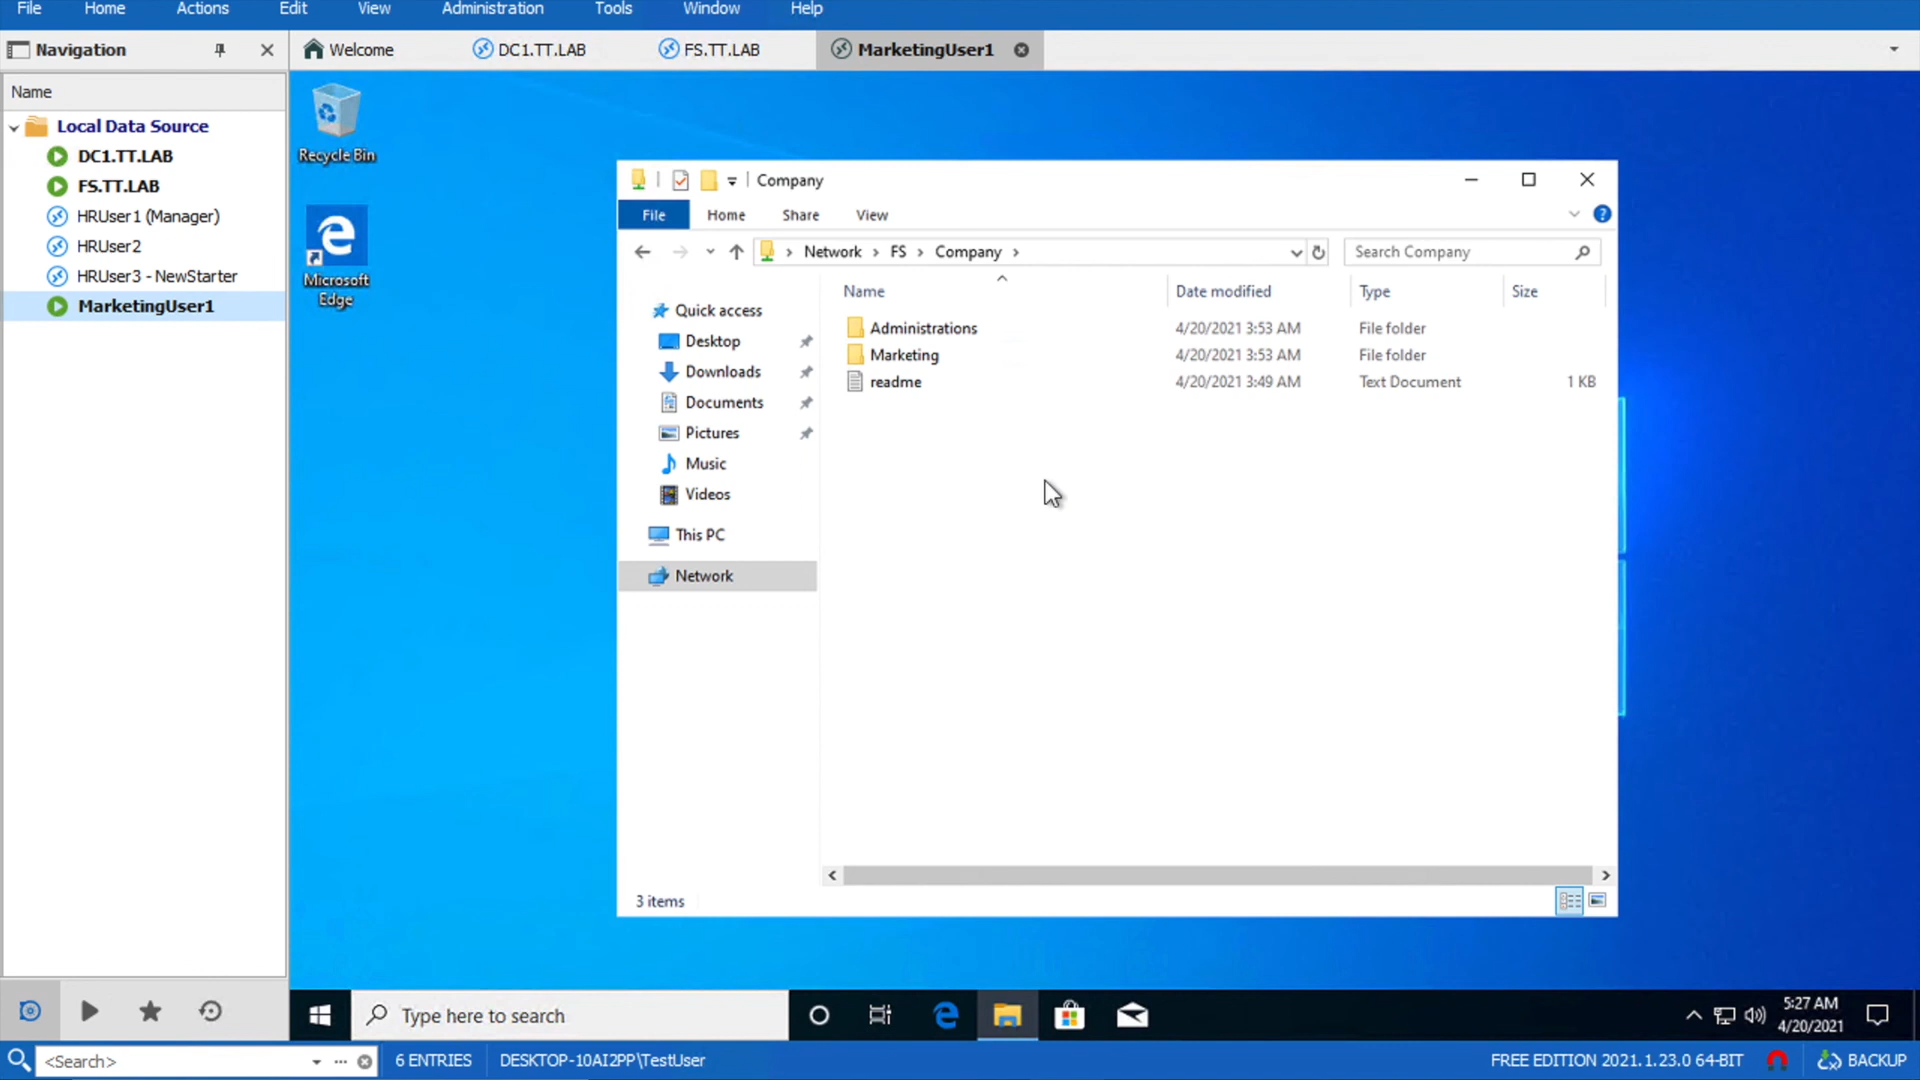 File Home Actions Edit View Administration Tools Window Help
Navigation
Welcome DC1.TT.LAB FS.TT.LAB MarketingUser1
Name
Local Data Source
DC1.TT.LAB
FS.TT.LAB
HRUser1 (Manager)
HRUser2
HRUser3 - NewStarter
MarketingUser1
Recycle Bin
Microsoft
Edge
Company
File Home Share View
Network FS Company Search Company
Name Date modified Type Size
Quick access
Desktop
Downloads
Documents
Pictures
Music
Videos
This PC
Network
Administrations 4/20/2021 3:53 AM File folder
Marketing 4/20/2021 3:53 AM File folder
readme 4/20/2021 3:49 AM Text Document 1 KB
3 items
Type here to search
5:27 AM
4/20/2021
<Search> 6 ENTRIES DESKTOP-10AI2PP\TestUser FREE EDITION 2021.1.23.0 64-BIT BACKUP